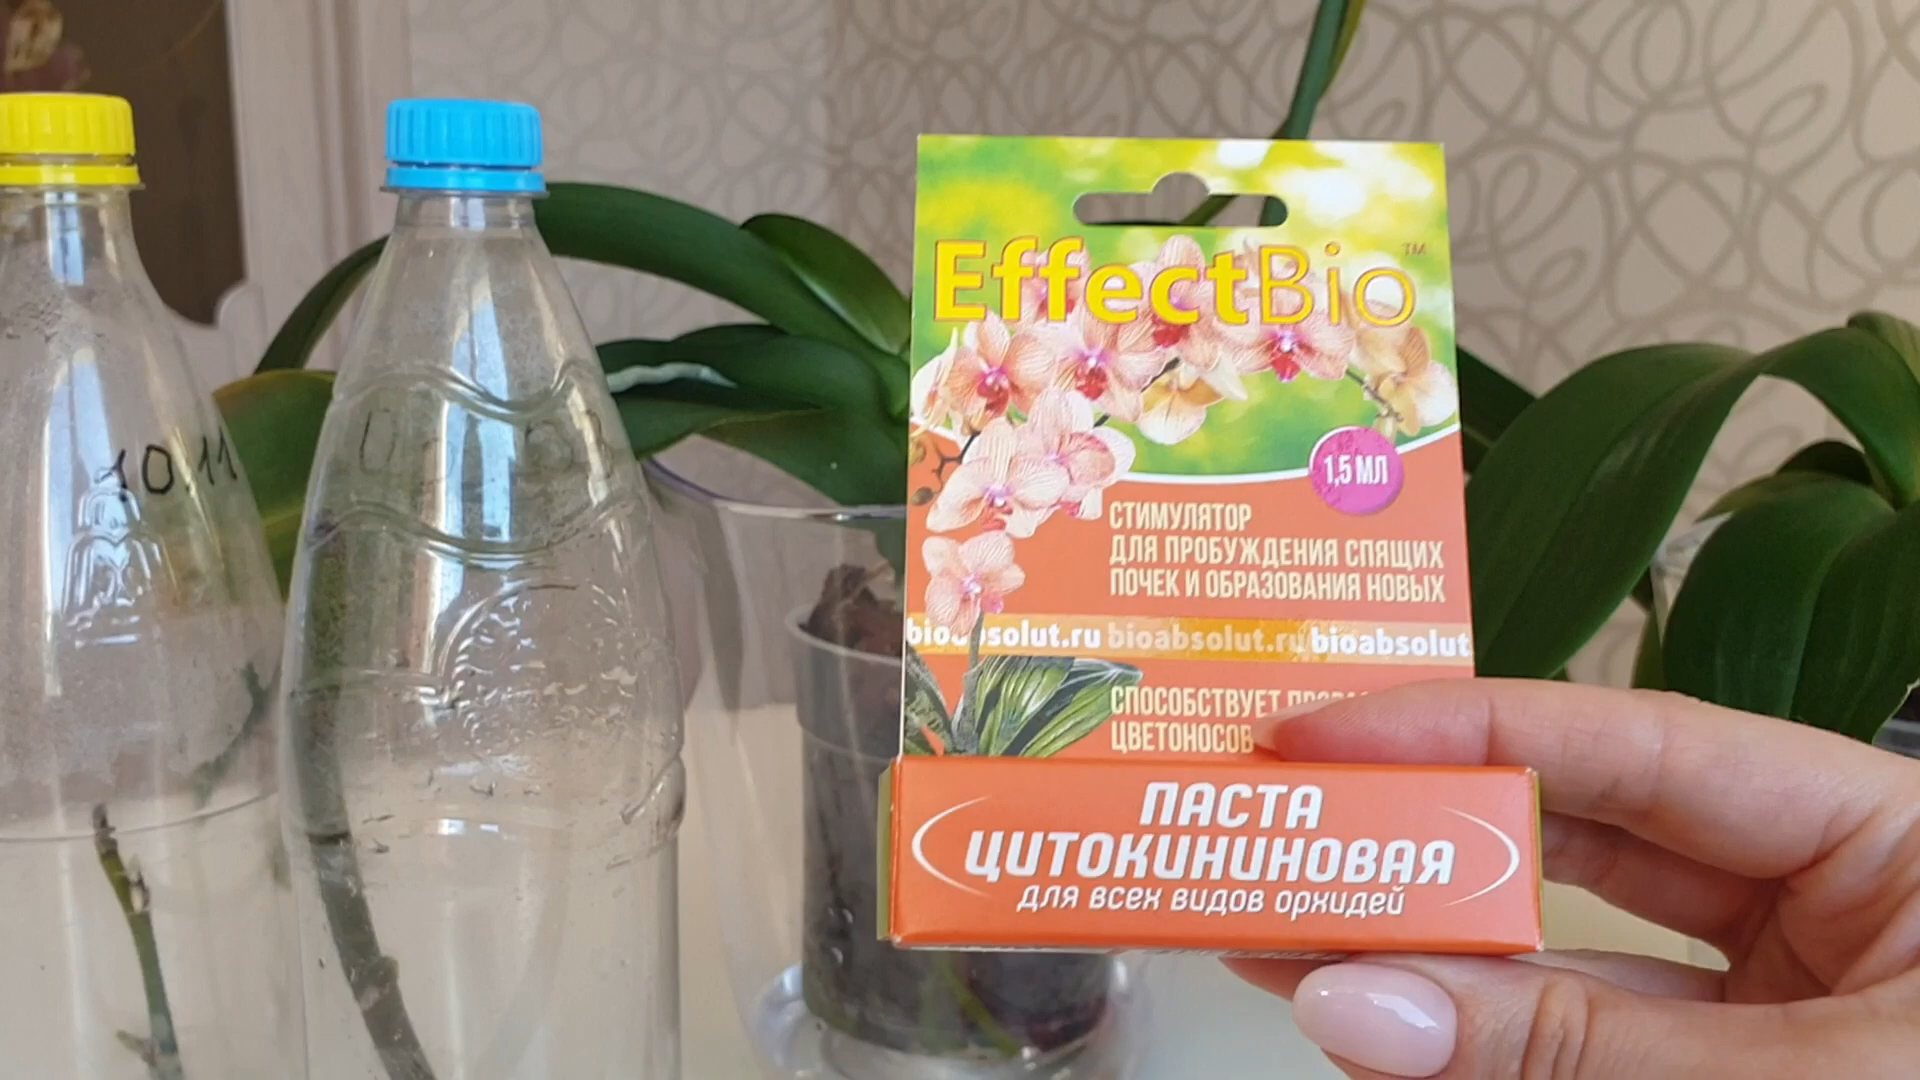 10.11
EffectBio™
1,5 МЛ
СТИМУЛЯТОР
ДЛЯ ПРОБУЖДЕНИЯ СПЯЩИХ
ПОЧЕК И ОБРАЗОВАНИЯ НОВЫХ
bioabsolut.ru bioabsolut.ru bioabsolut
СПОСОБСТВУЕТ
ЦВЕТОНОСОВ
ПАСТА
ЦИТОКИНИНОВАЯ
для всех видов орхидей